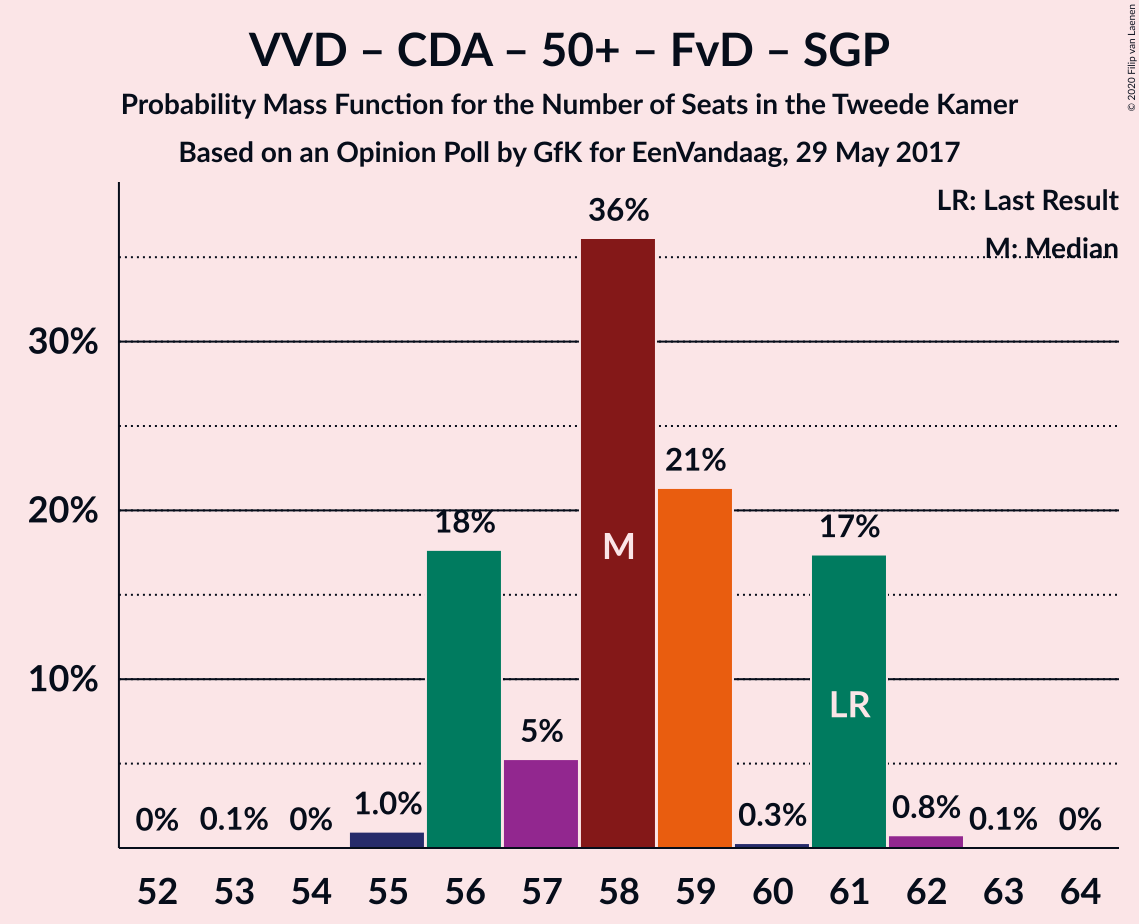 VVD – CDA – 50+ – FvD – SGP
Probability Mass Function for the Number of Seats in the Tweede Kamer
Based on an Opinion Poll by GfK for EenVandaag, 29 May 2017
© 2020 Filip van Laenen
LR: Last Result
M: Median
30%
20%
10%
0%
0.1%
0%
1.0%
18%
5%
36%
21%
0.3%
17%
0.8%
0.1%
0%
M
LR
52 53 54 55 56 57 58 59 60 61 62 63 64